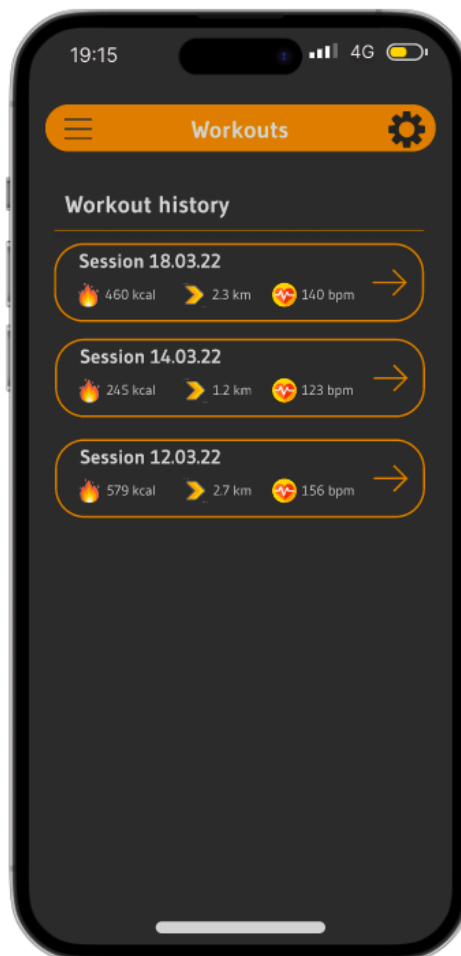 19:15 4G
Workouts
Workout history
Session 18.03.22
460 kcal 2.3 km 140 bpm
Session 14.03.22
245 kcal 1.2 km 123 bpm
Session 12.03.22
579 kcal 2.7 km 156 bpm